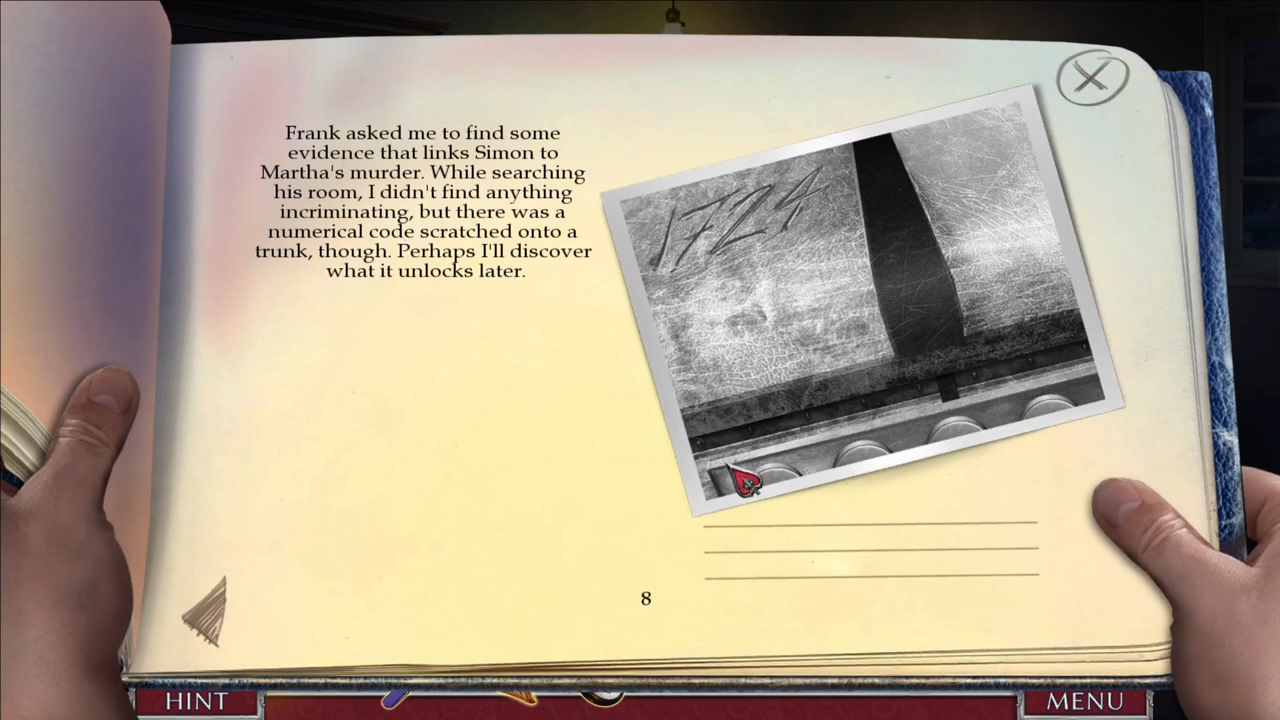 Frank asked me to find some
evidence that links Simon to
Martha's murder. While searching
his room, I didn't find anything
incriminating, but there was a
numerical code scratched onto a
trunk, though. Perhaps I'll discover
what it unlocks later.
1724
8
HINT
MENU